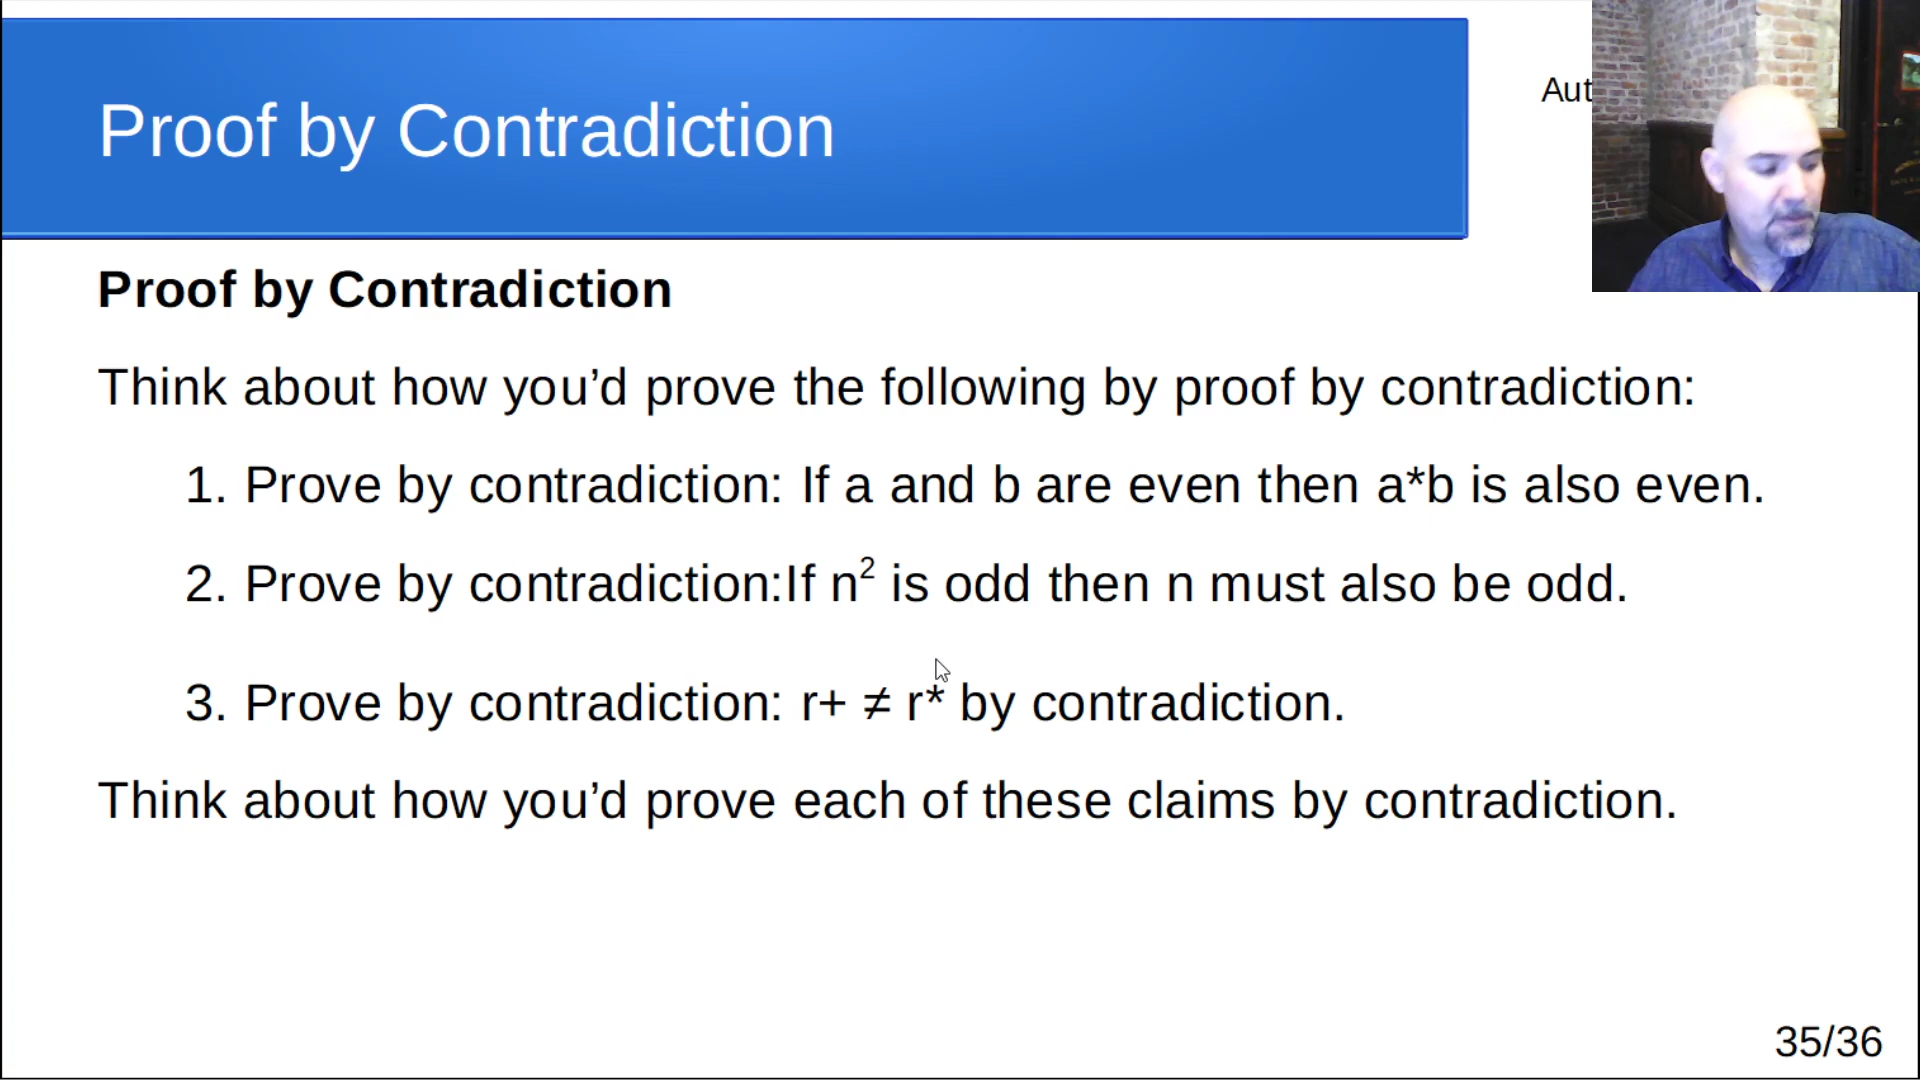 Proof by Contradiction
Aut
Proof by Contradiction
Think about how you’d prove the following by proof by contradiction:
1. Prove by contradiction: If a and b are even then a*b is also even.
2. Prove by contradiction:If n² is odd then n must also be odd.
3. Prove by contradiction: r+ ≠ r* by contradiction.
Think about how you’d prove each of these claims by contradiction.
35/36